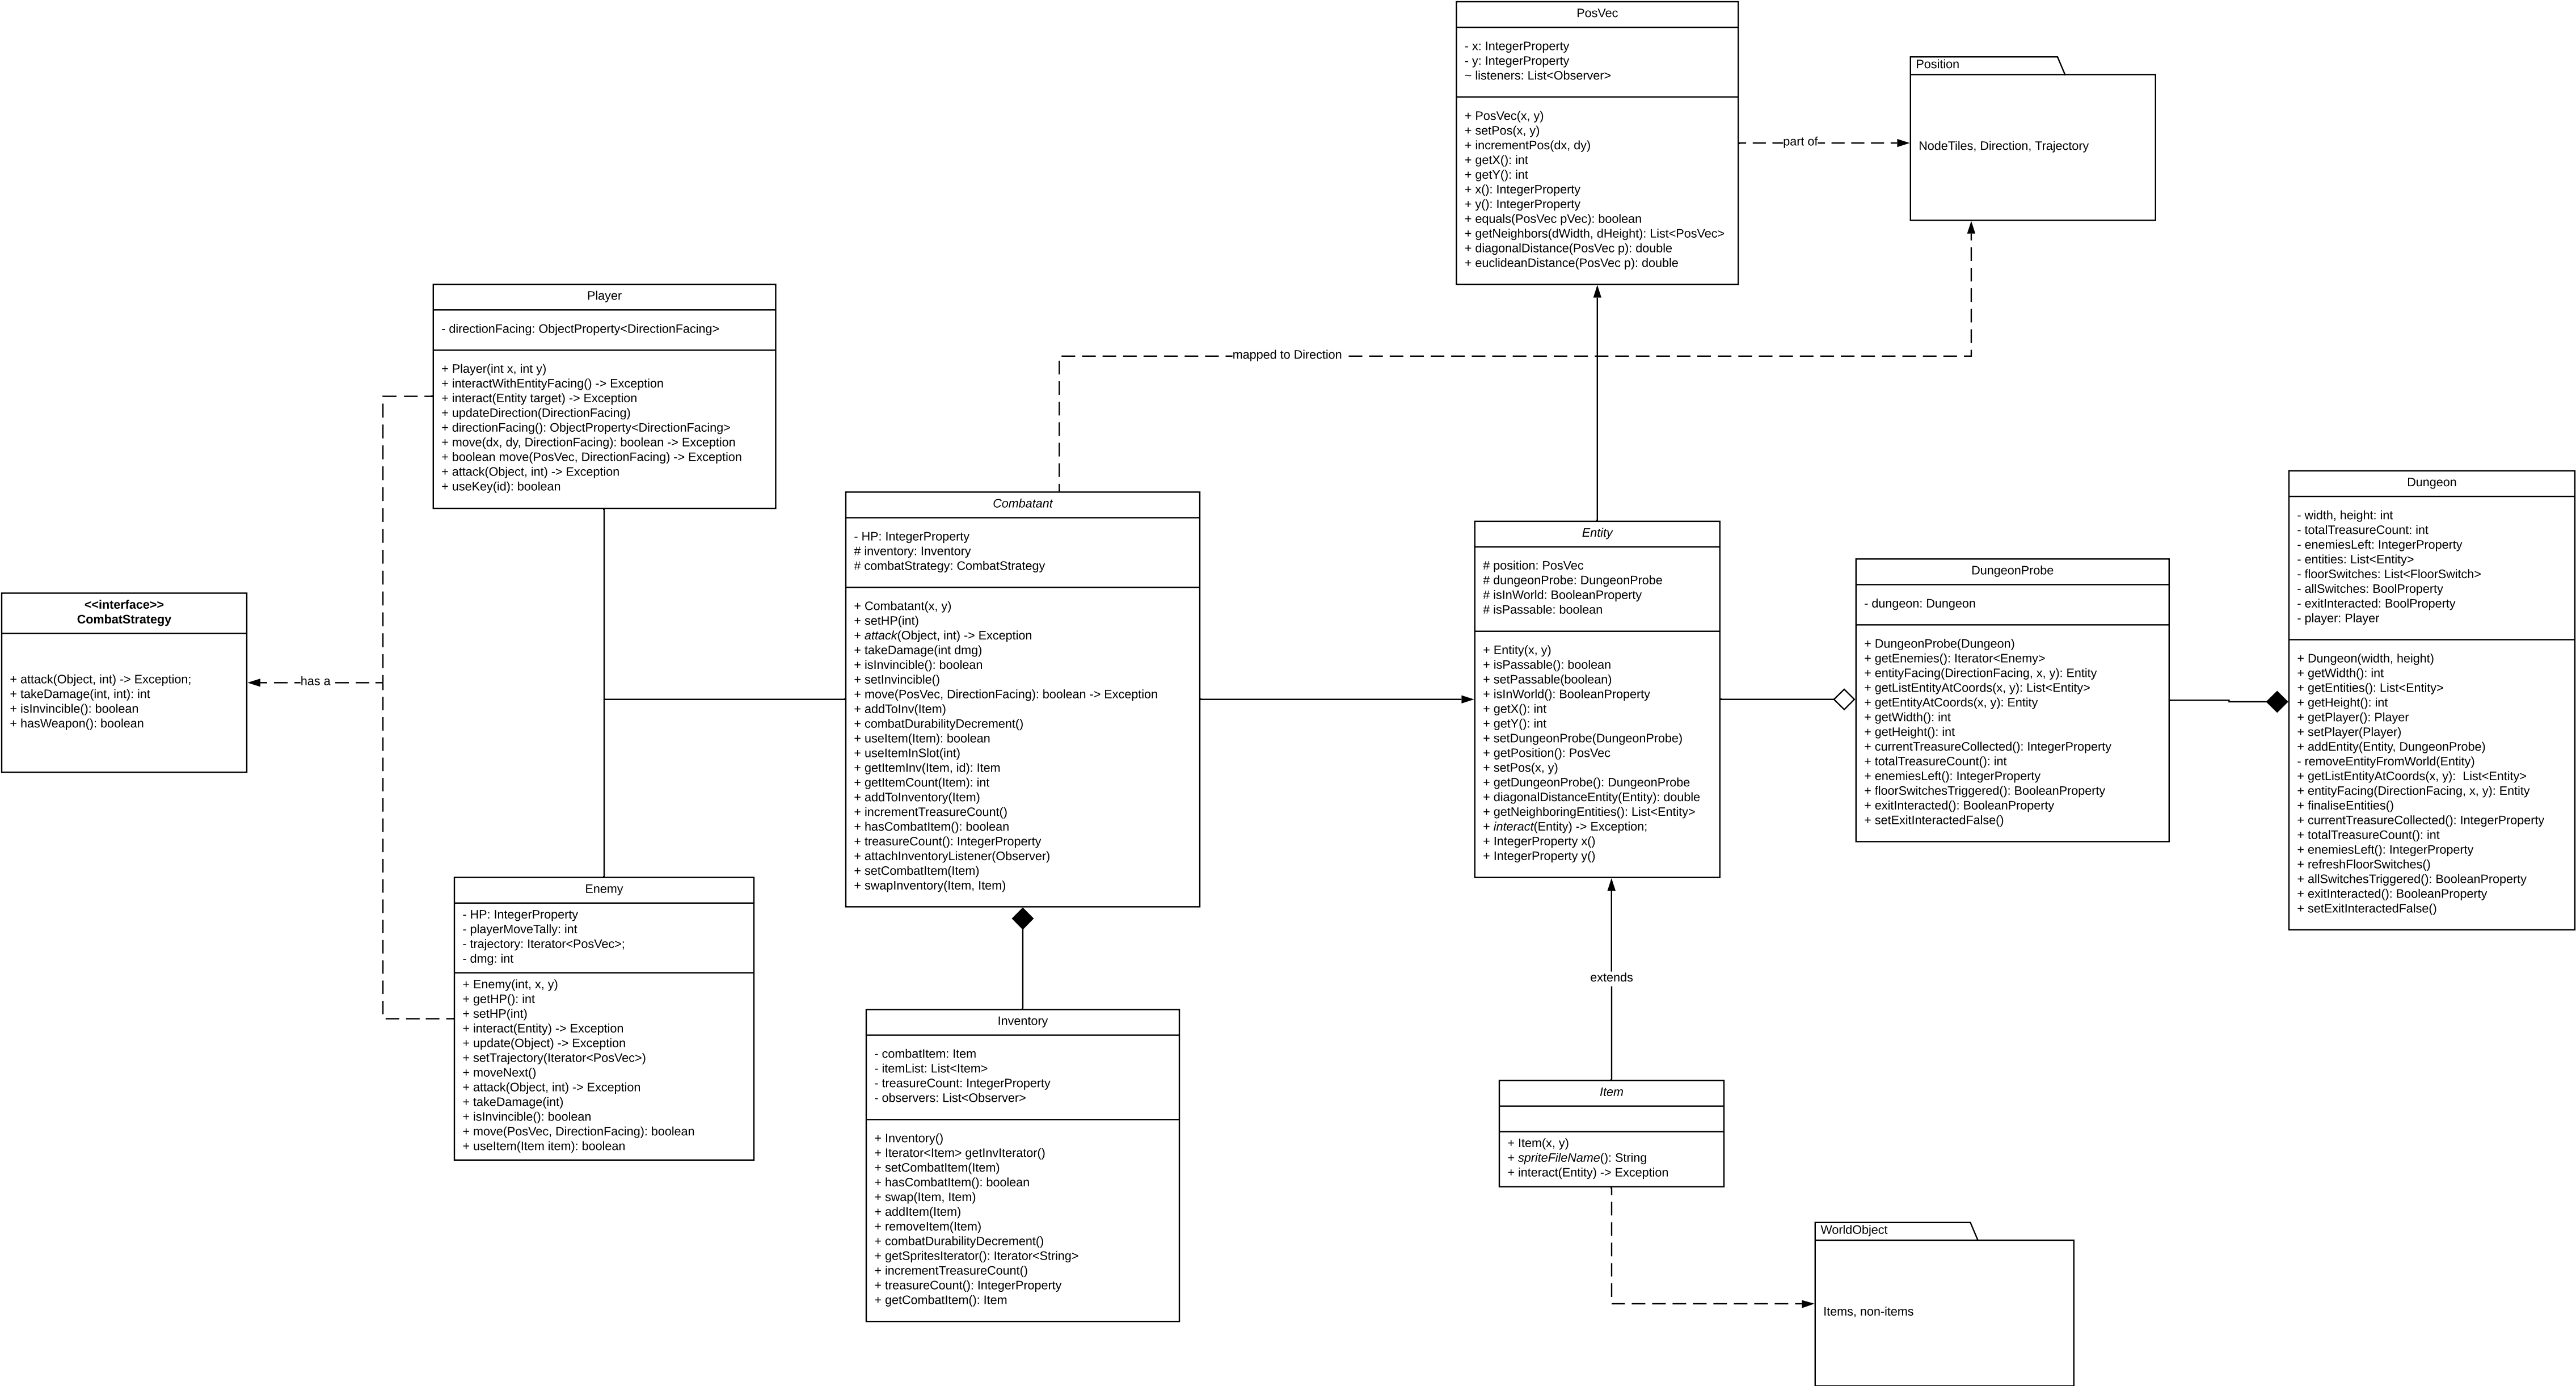 PosVec
- x: IntegerProperty
- y: IntegerProperty
~ listeners: List<Observer>
+ PosVec(x, y)
+ setPos(x, y)
+ incrementPos(dx, dy)
+ getX(): int
+ getY(): int
+ x(): IntegerProperty
+ y(): IntegerProperty
+ equals(PosVec pVec): boolean
+ getNeighbors(dWidth, dHeight): List<PosVec>
+ diagonalDistance(PosVec p): double
+ euclideanDistance(PosVec p): double
part of
Position
NodeTiles, Direction, Trajectory
mapped to Direction
Player
- directionFacing: ObjectProperty<DirectionFacing>
+ Player(int x, int y)
+ interactWithEntityFacing() -> Exception
+ interact(Entity target) -> Exception
+ updateDirection(DirectionFacing)
+ directionFacing(): ObjectProperty<DirectionFacing>
+ move(dx, dy, DirectionFacing): boolean -> Exception
+ boolean move(PosVec, DirectionFacing) -> Exception
+ attack(Object, int) -> Exception
+ useKey(id): boolean
<<interface>>
CombatStrategy
+ attack(Object, int) -> Exception;
+ takeDamage(int, int): int
+ isInvincible(): boolean
+ hasWeapon(): boolean
has a
Combatant
- HP: IntegerProperty
# inventory: Inventory
# combatStrategy: CombatStrategy
+ Combatant(x, y)
+ setHP(int)
+ attack(Object, int) -> Exception
+ takeDamage(int dmg)
+ isInvincible(): boolean
+ setInvincible()
+ move(PosVec, DirectionFacing): boolean -> Exception
+ addToInv(Item)
+ combatDurabilityDecrement()
+ useItem(Item): boolean
+ useItemInSlot(int)
+ getItemInv(Item, id): Item
+ getItemCount(Item): int
+ addToInventory(Item)
+ incrementTreasureCount()
+ hasCombatItem(): boolean
+ treasureCount(): IntegerProperty
+ attachInventoryListener(Observer)
+ setCombatItem(Item)
+ swapInventory(Item, Item)
Entity
# position: PosVec
# dungeonProbe: DungeonProbe
# isInWorld: BooleanProperty
# isPassable: boolean
+ Entity(x, y)
+ isPassable(): boolean
+ setPassable(boolean)
+ isInWorld(): BooleanProperty
+ getX(): int
+ getY(): int
+ setDungeonProbe(DungeonProbe)
+ getPosition(): PosVec
+ setPos(x, y)
+ getDungeonProbe(): DungeonProbe
+ diagonalDistanceEntity(Entity): double
+ getNeighboringEntities(): List<Entity>
+ interact(Entity) -> Exception;
+ IntegerProperty x()
+ IntegerProperty y()
DungeonProbe
- dungeon: Dungeon
+ DungeonProbe(Dungeon)
+ getEnemies(): Iterator<Enemy>
+ entityFacing(DirectionFacing, x, y): Entity
+ getListEntityAtCoords(x, y): List<Entity>
+ getEntityAtCoords(x, y): Entity
+ getWidth(): int
+ getHeight(): int
+ currentTreasureCollected(): IntegerProperty
+ totalTreasureCount(): int
+ enemiesLeft(): IntegerProperty
+ floorSwitchesTriggered(): BooleanProperty
+ exitInteracted(): BooleanProperty
+ setExitInteractedFalse()
Dungeon
- width, height: int
- totalTreasureCount: int
- enemiesLeft: IntegerProperty
- entities: List<Entity>
- floorSwitches: List<FloorSwitch>
- allSwitches: BoolProperty
- exitInteracted: BoolProperty
- player: Player
+ Dungeon(width, height)
+ getWidth(): int
+ getEntities(): List<Entity>
+ getHeight(): int
+ getPlayer(): Player
+ setPlayer(Player)
+ addEntity(Entity, DungeonProbe)
- removeEntityFromWorld(Entity)
+ getListEntityAtCoords(x, y):  List<Entity>
+ entityFacing(DirectionFacing, x, y): Entity
+ finaliseEntities()
+ currentTreasureCollected(): IntegerProperty
+ totalTreasureCount(): int
+ enemiesLeft(): IntegerProperty
+ refreshFloorSwitches()
+ allSwitchesTriggered(): BooleanProperty
+ exitInteracted(): BooleanProperty
+ setExitInteractedFalse()
Enemy
- HP: IntegerProperty
- playerMoveTally: int
- trajectory: Iterator<PosVec>;
- dmg: int
+ Enemy(int, x, y)
+ getHP(): int
+ setHP(int)
+ interact(Entity) -> Exception
+ update(Object) -> Exception
+ setTrajectory(Iterator<PosVec>)
+ moveNext()
+ attack(Object, int) -> Exception
+ takeDamage(int)
+ isInvincible(): boolean
+ move(PosVec, DirectionFacing): boolean
+ useItem(Item item): boolean
Inventory
- combatItem: Item
- itemList: List<Item>
- treasureCount: IntegerProperty
- observers: List<Observer>
+ Inventory()
+ Iterator<Item> getInvIterator()
+ setCombatItem(Item)
+ hasCombatItem(): boolean
+ swap(Item, Item)
+ addItem(Item)
+ removeItem(Item)
+ combatDurabilityDecrement()
+ getSpritesIterator(): Iterator<String>
+ incrementTreasureCount()
+ treasureCount(): IntegerProperty
+ getCombatItem(): Item
extends
Item
+ Item(x, y)
+ spriteFileName(): String
+ interact(Entity) -> Exception
WorldObject
Items, non-items